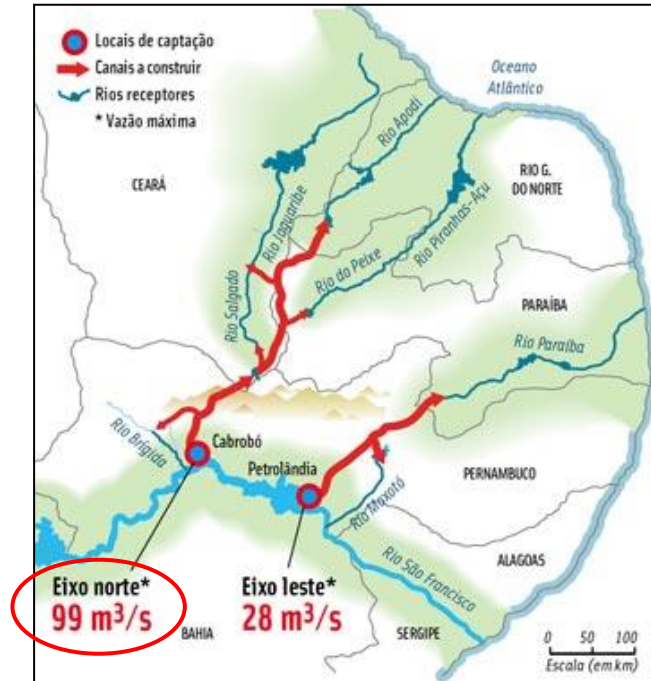 Locais de captação
Canais a construir
Rios receptores
* Vazão máxima
Oceano
Atlântico
CEARÁ
Rio Apodi
RIO G.
DO NORTE
Rio Jaguaribe
Rio Piranhas-Açú
Rio do Peixe
Rio Salgado
PARAÍBA
Rio Paraíba
Rio Brígida
Cabrobó
Petrolândia
PERNAMBUCO
Rio Moxotó
ALAGOAS
Rio São Francisco
Eixo norte*
99 m³/s
Eixo leste*
28 m³/s
BAHIA
SERGIPE
0 50 100
Escala (em km)